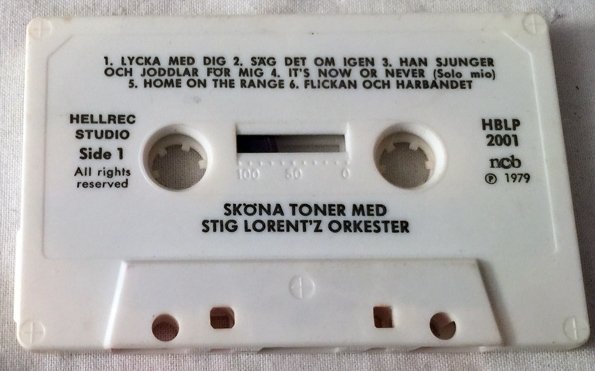 1. LYCKA MED DIG 2. SÄG DET OM IGEN 3. HAN SJUNGER
OCH JODDLAR FÖR MIG 4. IT'S NOW OR NEVER (Solo mio)
5. HOME ON THE RANGE 6. FLICKAN OCH HARBANDET
HELLREC
STUDIO
Side 1
All rights
reserved
HBLP
2001
ncb
Ⓟ 1979
100 50 0
SKÖNA TONER MED
STIG LORENT'Z ORKESTER